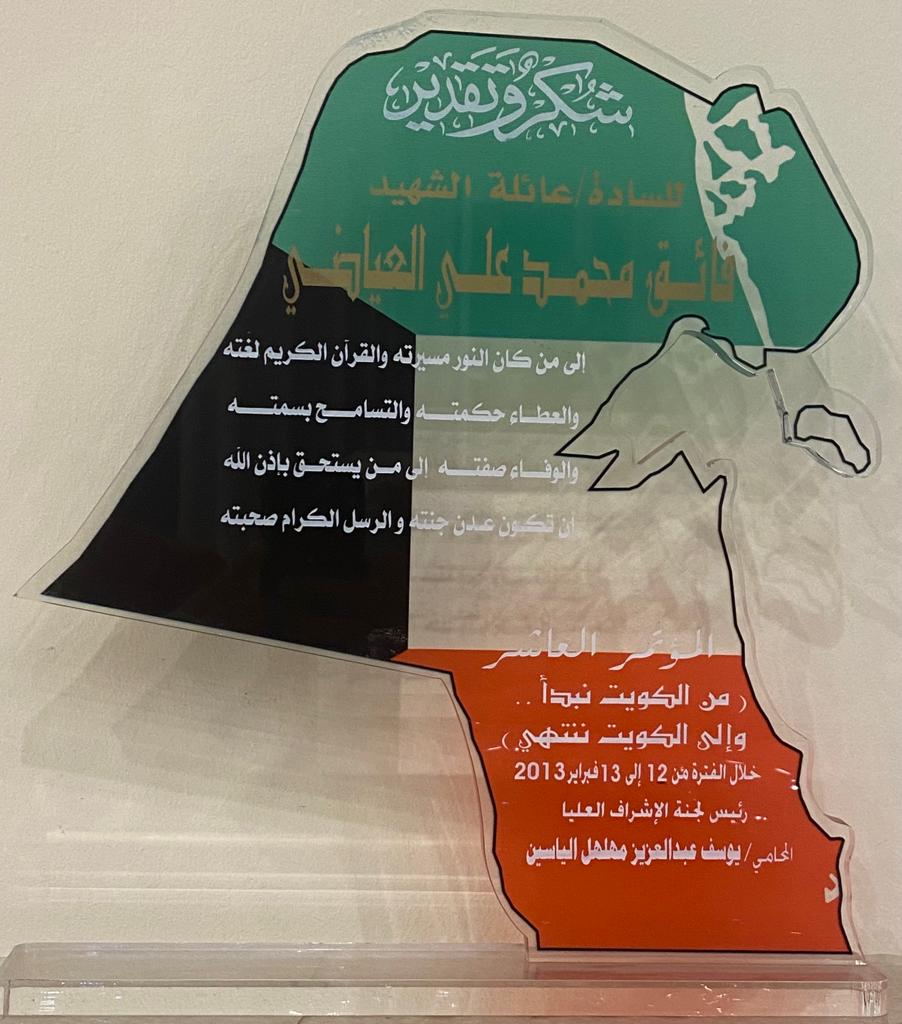 شكر وتقدير
للسادة/عائلة الشهيد
فائق محمد علي العياضي
إلى من كان النور مسيرته والقرآن الكريم لغته
والعطاء حكمته والتسامح بسمته
والوفاء صفته إلى من يستحق بإذن الله
أن تكون عدن جنته و الرسل الكرام صحبته
المؤتمر العاشر
( من الكويت نبدأ ..
وإلى الكويت ننتهي )
خلال الفترة من 12 إلى 13 فبراير 2013
رئيس لجنة الإشراف العليا ..
المحامي/ يوسف عبدالعزيز مهلهل الياسين